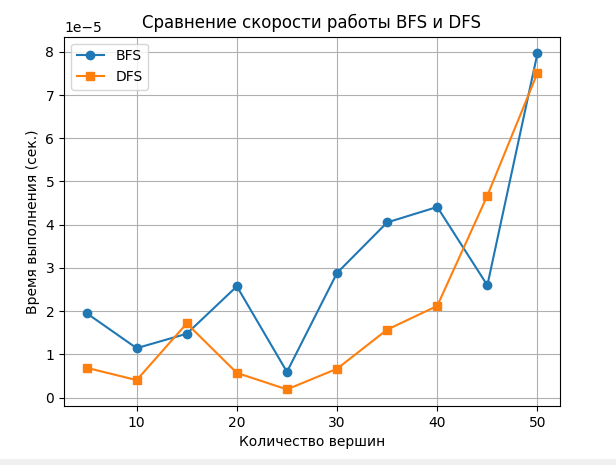 Сравнение скорости работы BFS и DFS
1e−5
BFS
DFS
8
7
6
5
4
3
2
1
0
Время выполнения (сек.)
10 20 30 40 50
Количество вершин